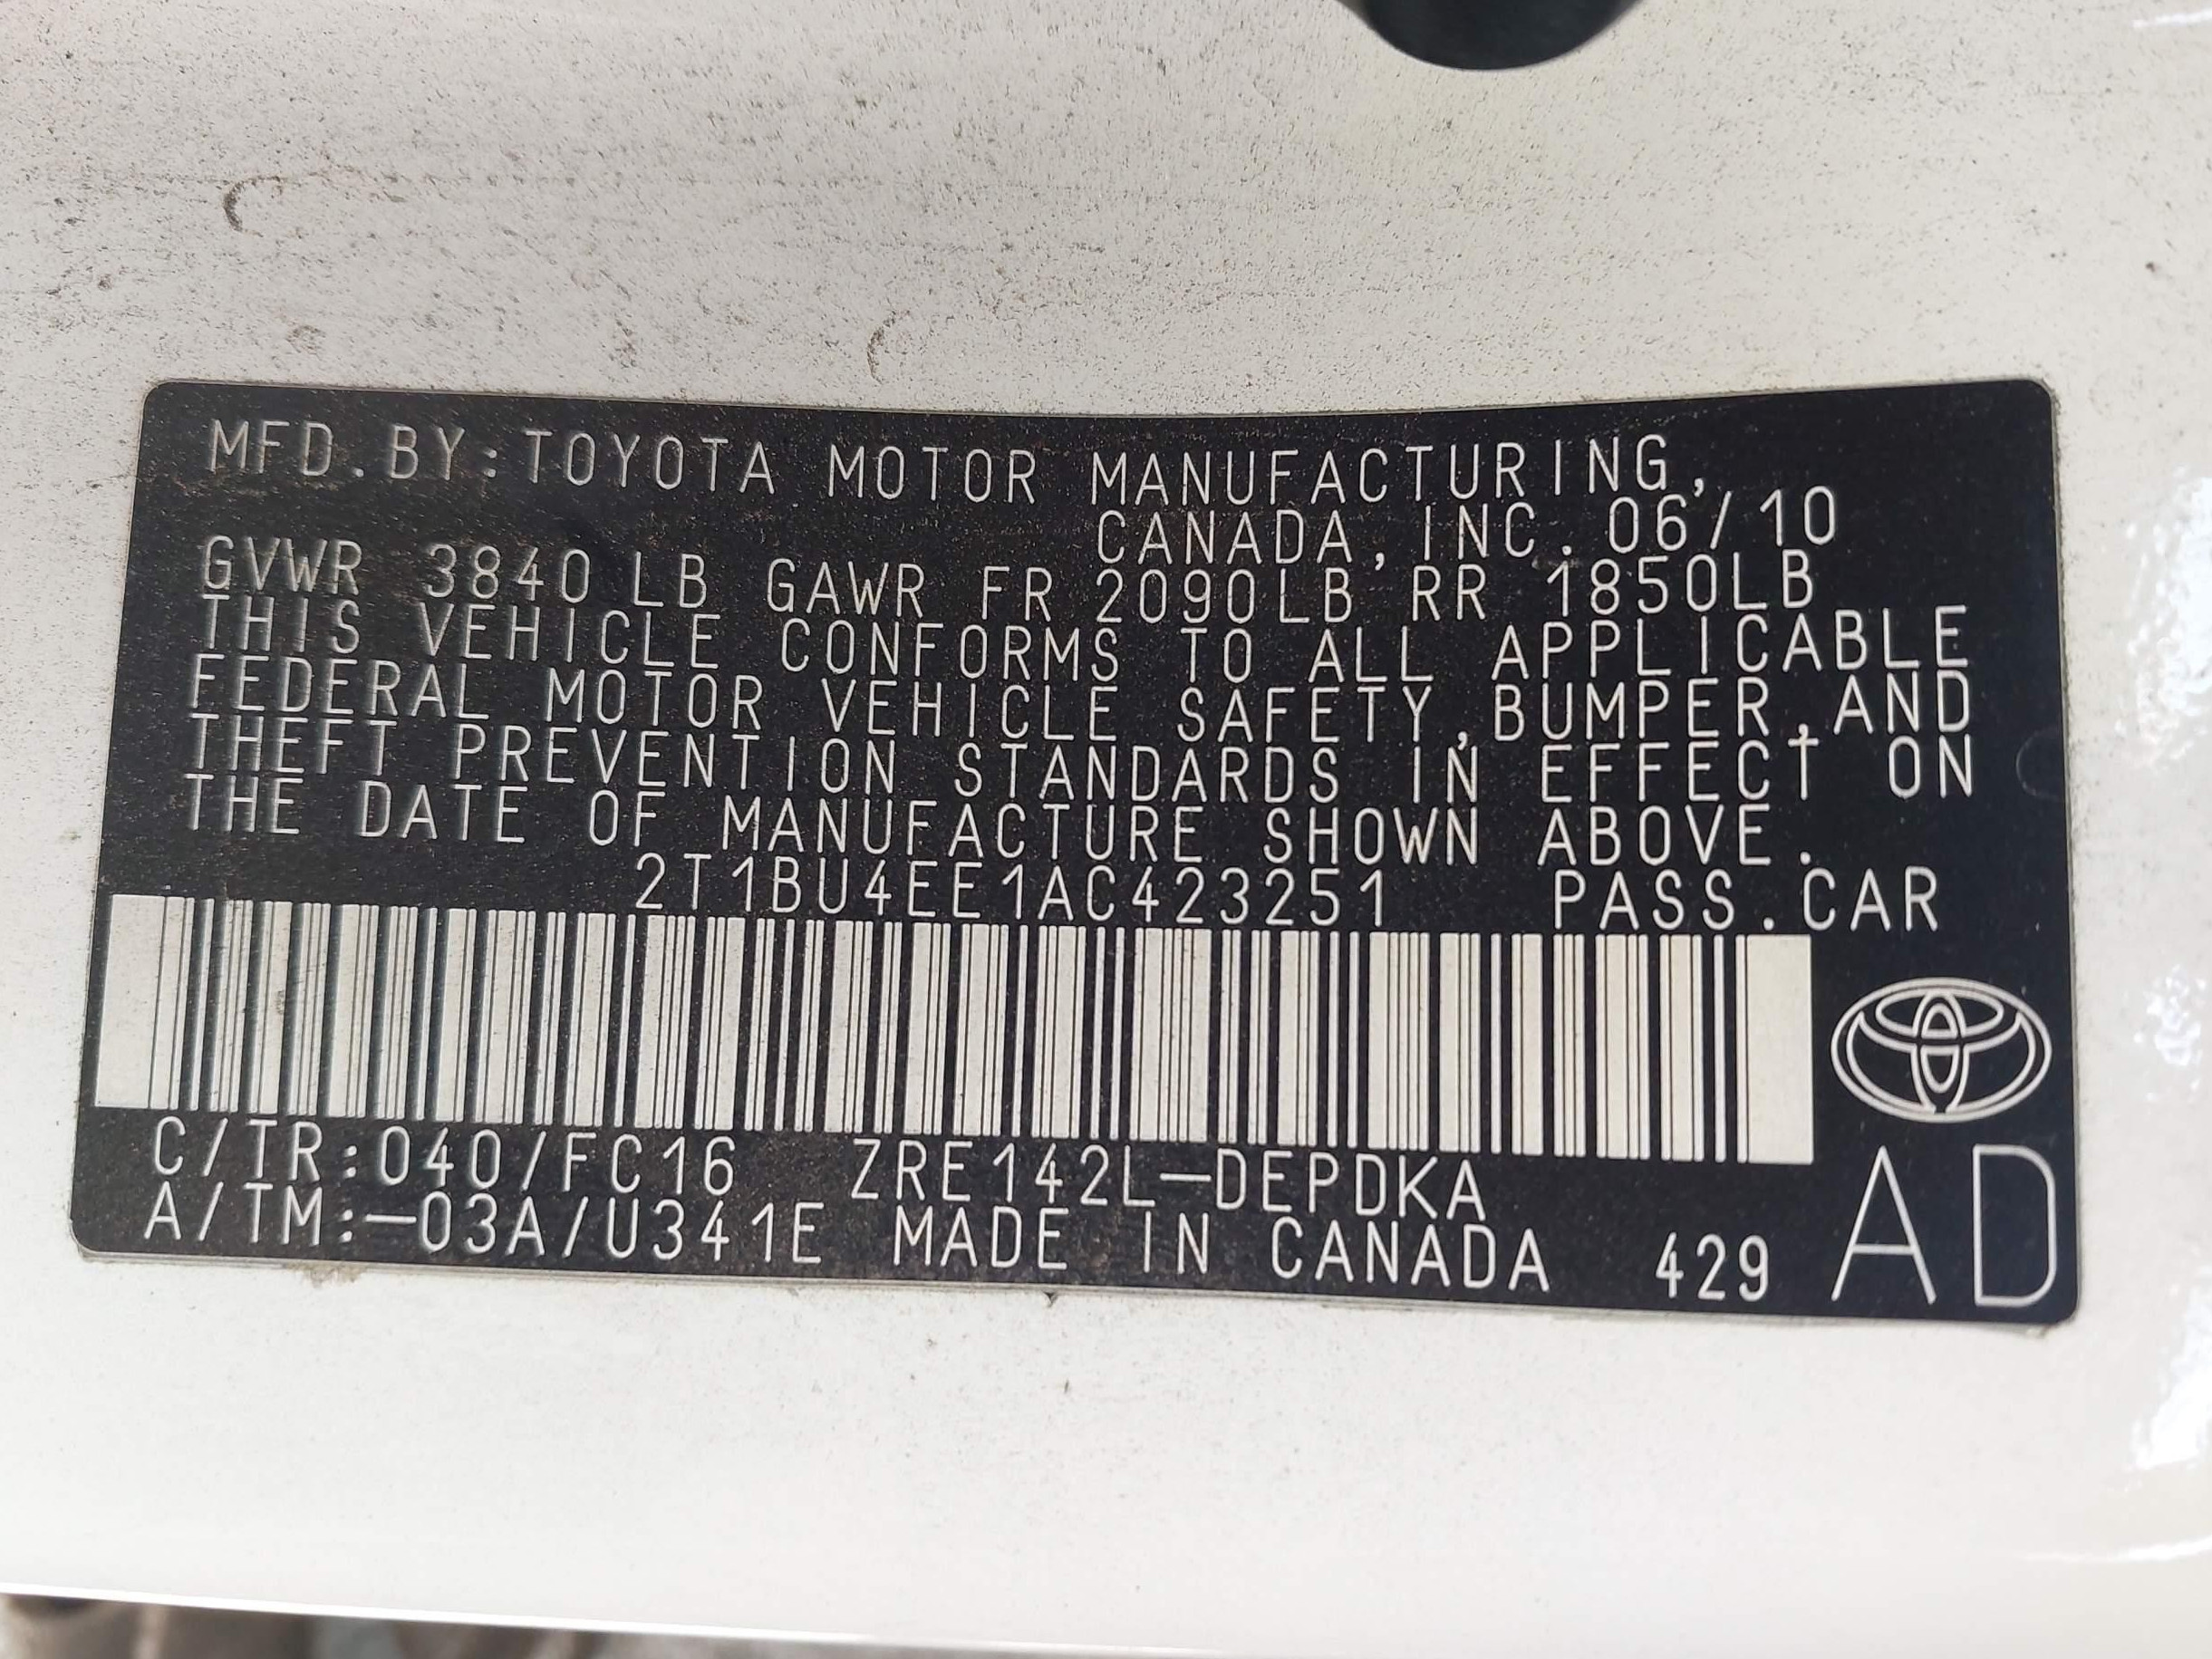 MFD.BY:TOYOTA MOTOR MANUFACTURING,
CANADA, INC. 06/10
GVWR 3840 LB GAWR FR 2090LB RR 1850LB
THIS VEHICLE CONFORMS TO ALL APPLICABLE
FEDERAL MOTOR VEHICLE SAFETY,BUMPER,AND
THEFT PREVENTION STANDARDS IN EFFECT ON
THE DATE OF MANUFACTURE SHOWN ABOVE.
2T1BU4EE1AC423251 PASS.CAR
C/TR:040/FC16 ZRE142L-DEPDKA
A/TM:-03A/U341E MADE IN CANADA 429 AD